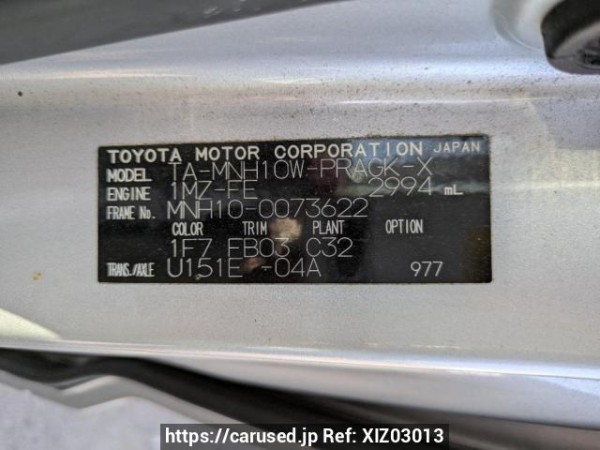 TOYOTA MOTOR CORPORATION JAPAN
MODEL TA-MNH10W-PRAGK-X
ENGINE 1MZ-FE 2994 mL
FRAME No. MNH10-0073622
COLOR TRIM PLANT OPTION
1F7 EB03 C32
TRANS./AXLE U151E -04A 977
https://carused.jp Ref: XIZ03013